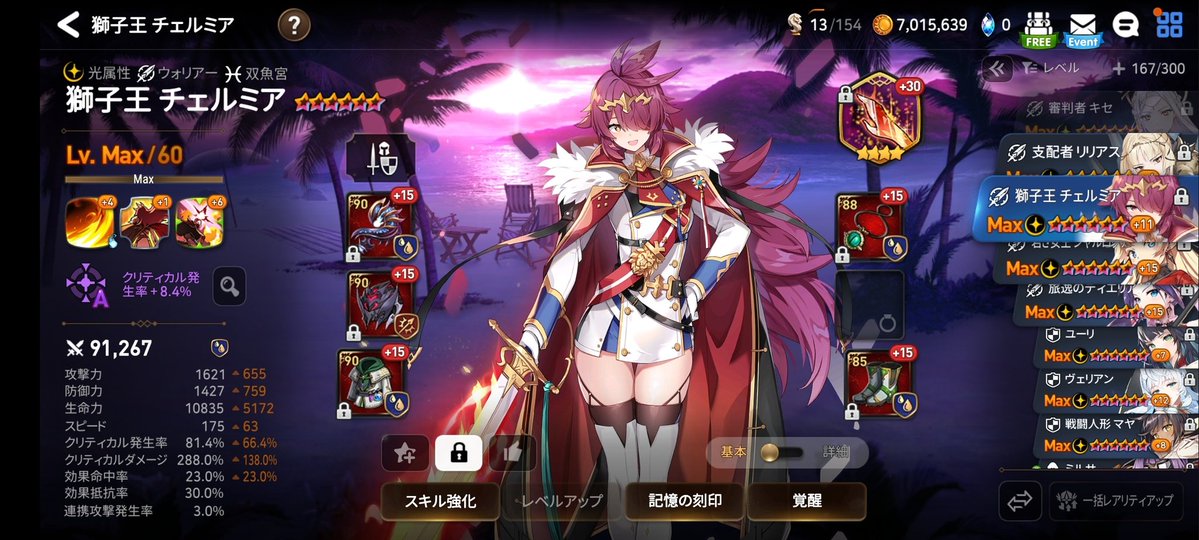 獅子王 チェルミア
?
13/154
7,015,639
0
FREE
Event
光属性 ウォリアー 双魚宮
獅子王 チェルミア
Lv. Max/60
Max
+4
+1
+6
クリティカル発
生率+8.4%
A
91,267
攻撃力 1621 655
防御力 1427 759
生命力 10835 5172
スピード 175 63
クリティカル発生率 81.4% 66.4%
クリティカルダメージ 288.0% 138.0%
効果命中率 23.0% 23.0%
効果抵抗率 30.0%
連携攻撃発生率 3.0%
90 +15
90 +15
90 +15
+30
88 +15
85 +15
基本 詳細
スキル強化
レベルアップ
記憶の刻印
覚醒
レベル
167/300
審判者 キセ
支配者 リリアス
獅子王 チェルミア
Max +11
Max +15
旅逸のティエリア
Max +15
ユーリ
Max +7
ヴェリアン
Max +12
戦闘人形 マヤ
Max +8
一括レアリティアップ